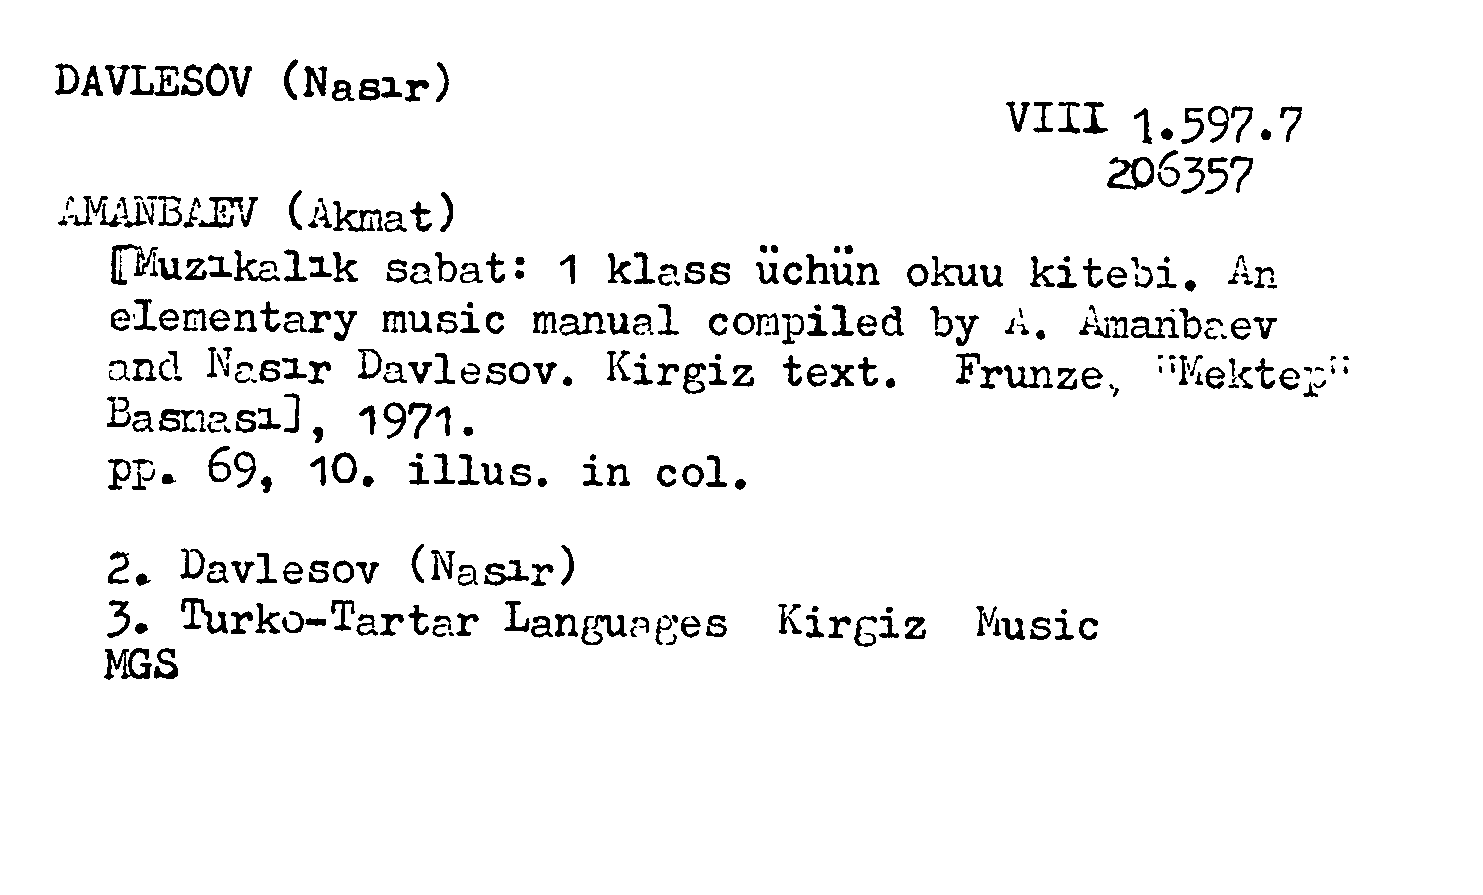 DAVLESOV (Nasır)
VIII 1.597.7
206357
AMANBAEV (Akmat)
[Muzıkalık sabat: 1 klass üchün okuu kitebi. An
elementary music manual compiled by A. Amanbaev
and Nasır Davlesov. Kirgiz text. Frunze, "Mektep"
Basması], 1971.
pp. 69, 10. illus. in col.
2. Davlesov (Nasır)
3. Turko-Tartar Languages Kirgiz Music
MGS